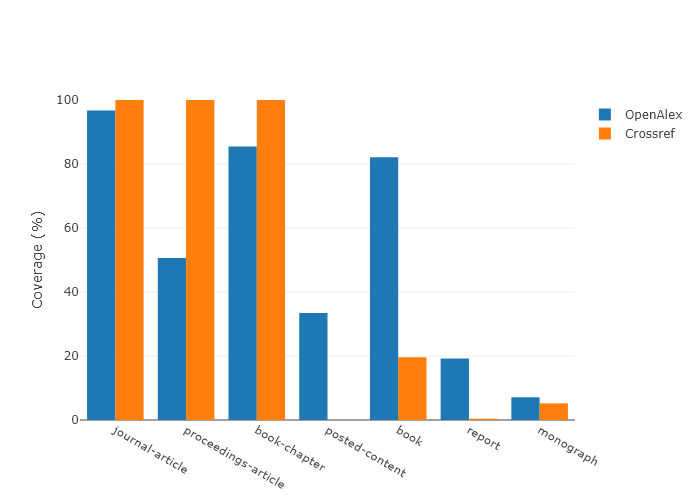 OpenAlex
Crossref
Coverage (%)
100
80
60
40
20
0
journal-article
proceedings-article
book-chapter
posted-content
book
report
monograph